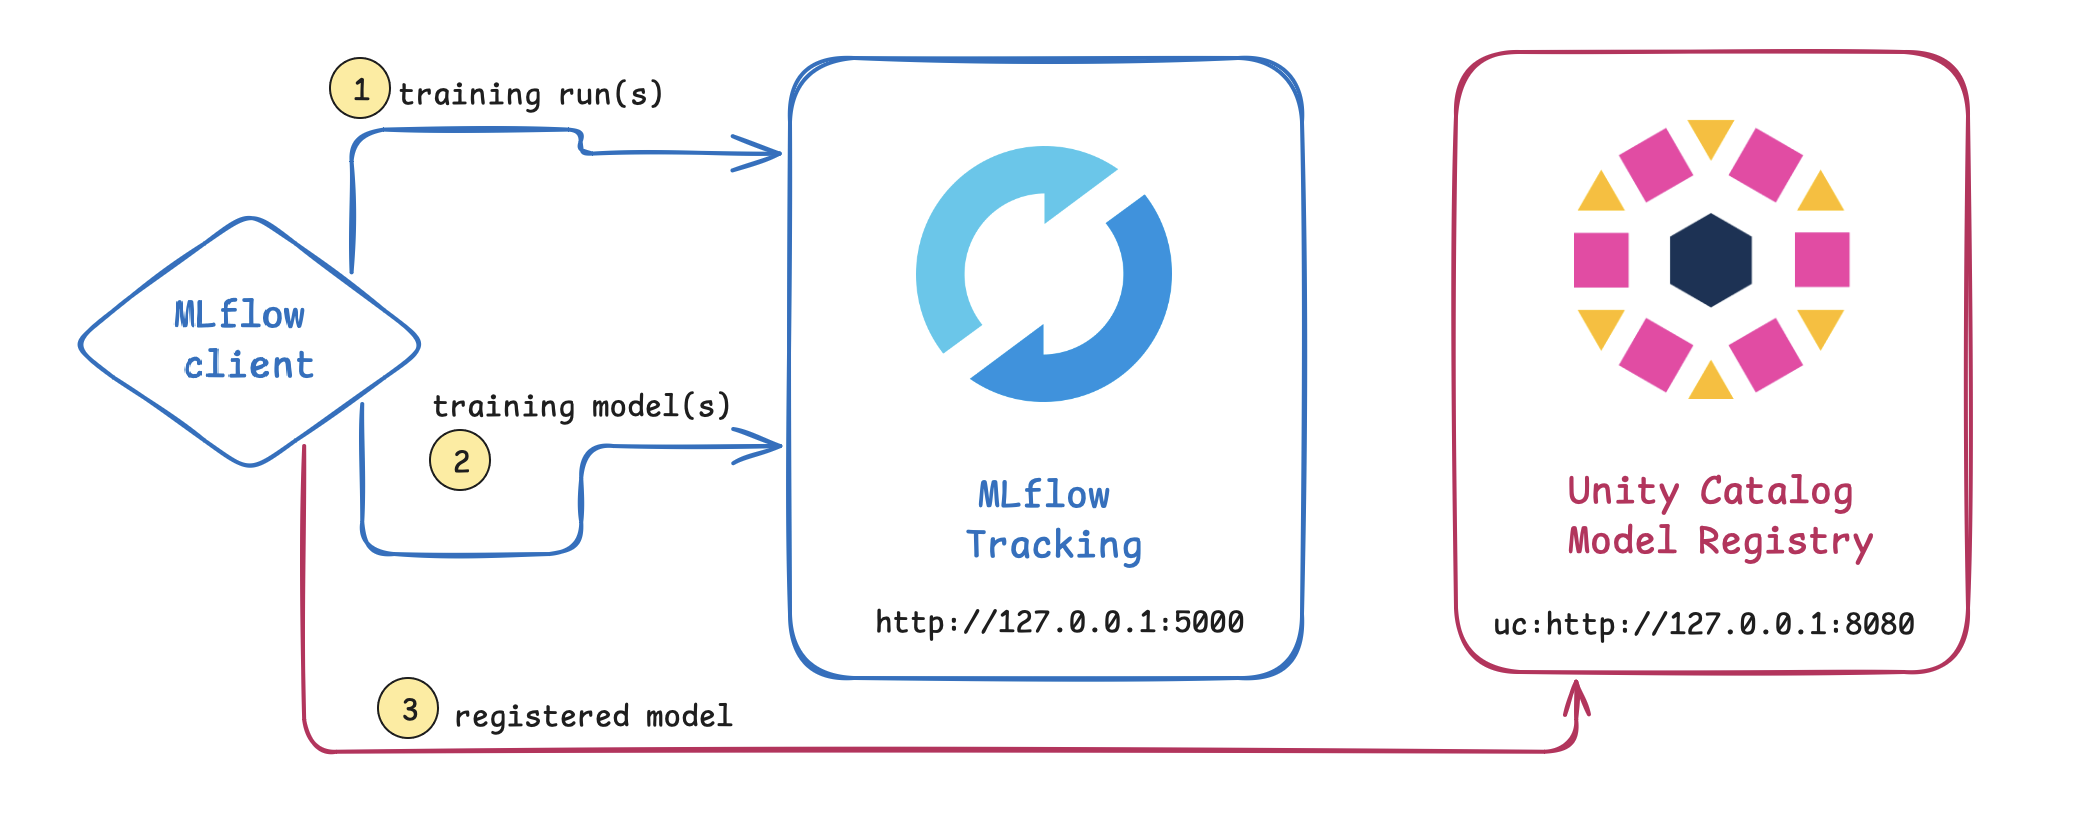 1
training run(s)
MLflow
client
training model(s)
2
MLflow
Tracking
http://127.0.0.1:5000
Unity Catalog
Model Registry
uc:http://127.0.0.1:8080
3
registered model